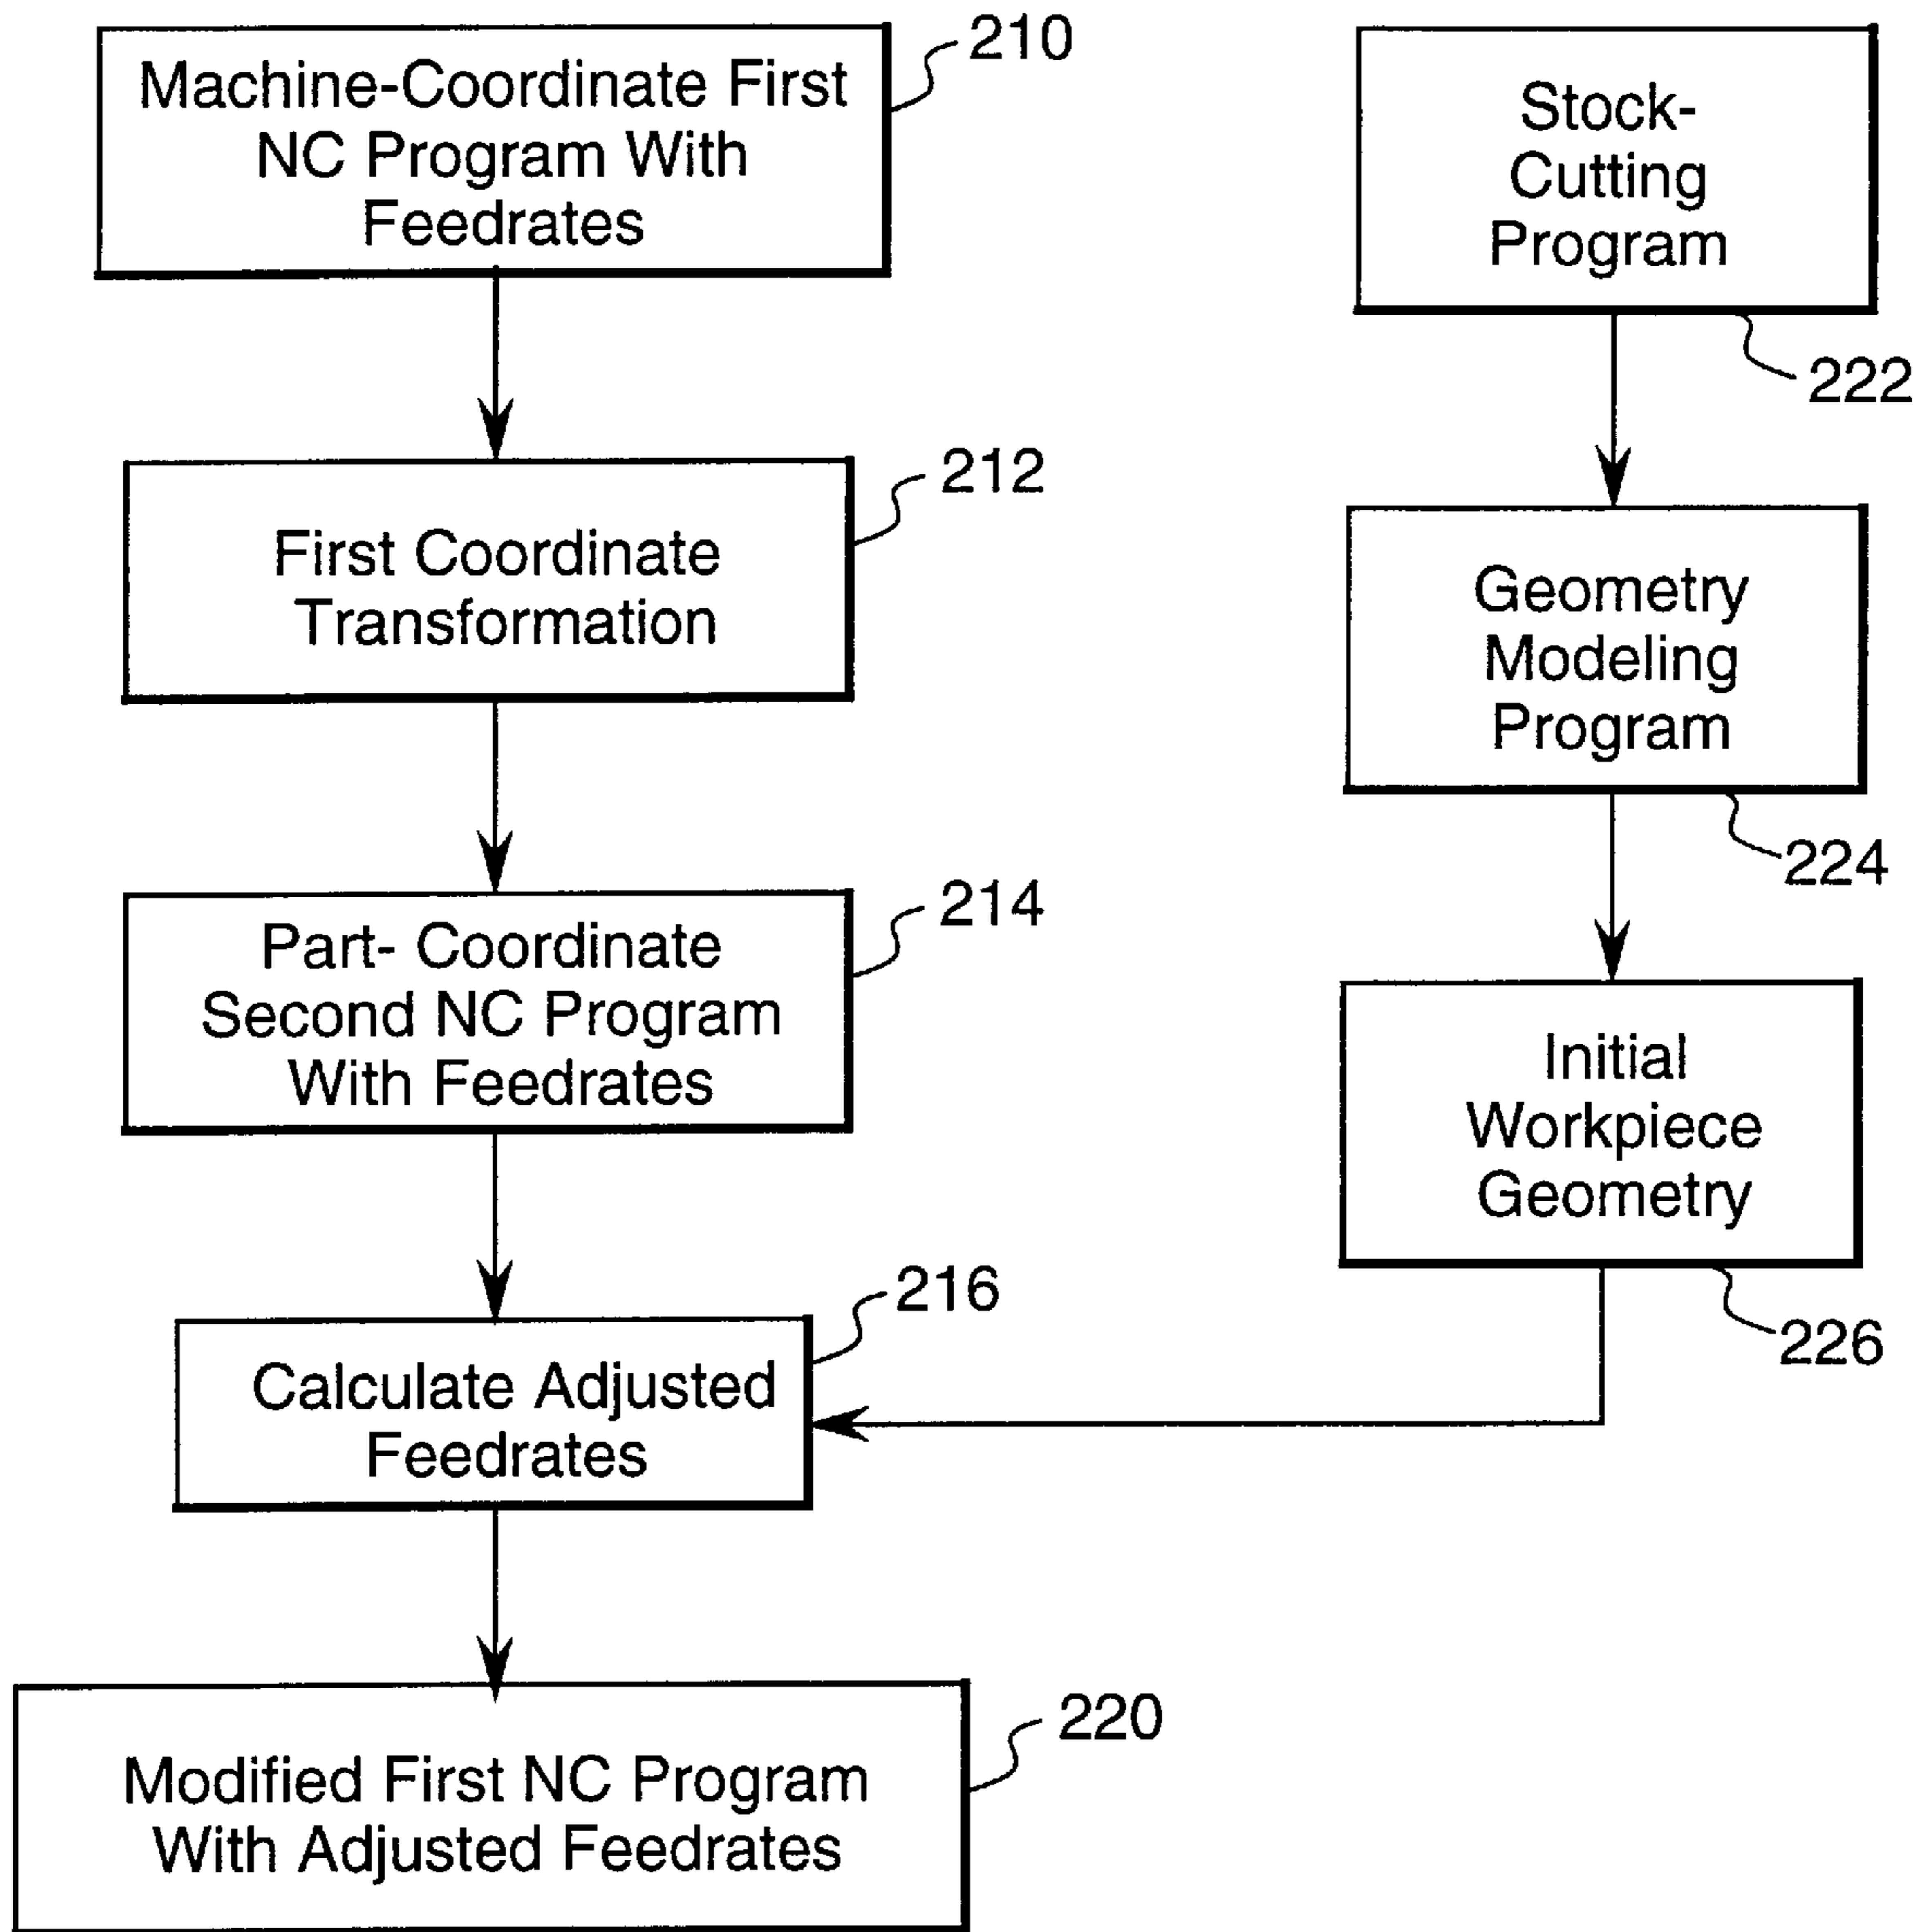 Machine-Coordinate First
NC Program With
Feedrates
210
First Coordinate
Transformation
212
Part- Coordinate
Second NC Program
With Feedrates
214
Calculate Adjusted
Feedrates
216
Modified First NC Program
With Adjusted Feedrates
220
Stock-
Cutting
Program
222
Geometry
Modeling
Program
224
Initial
Workpiece
Geometry
226